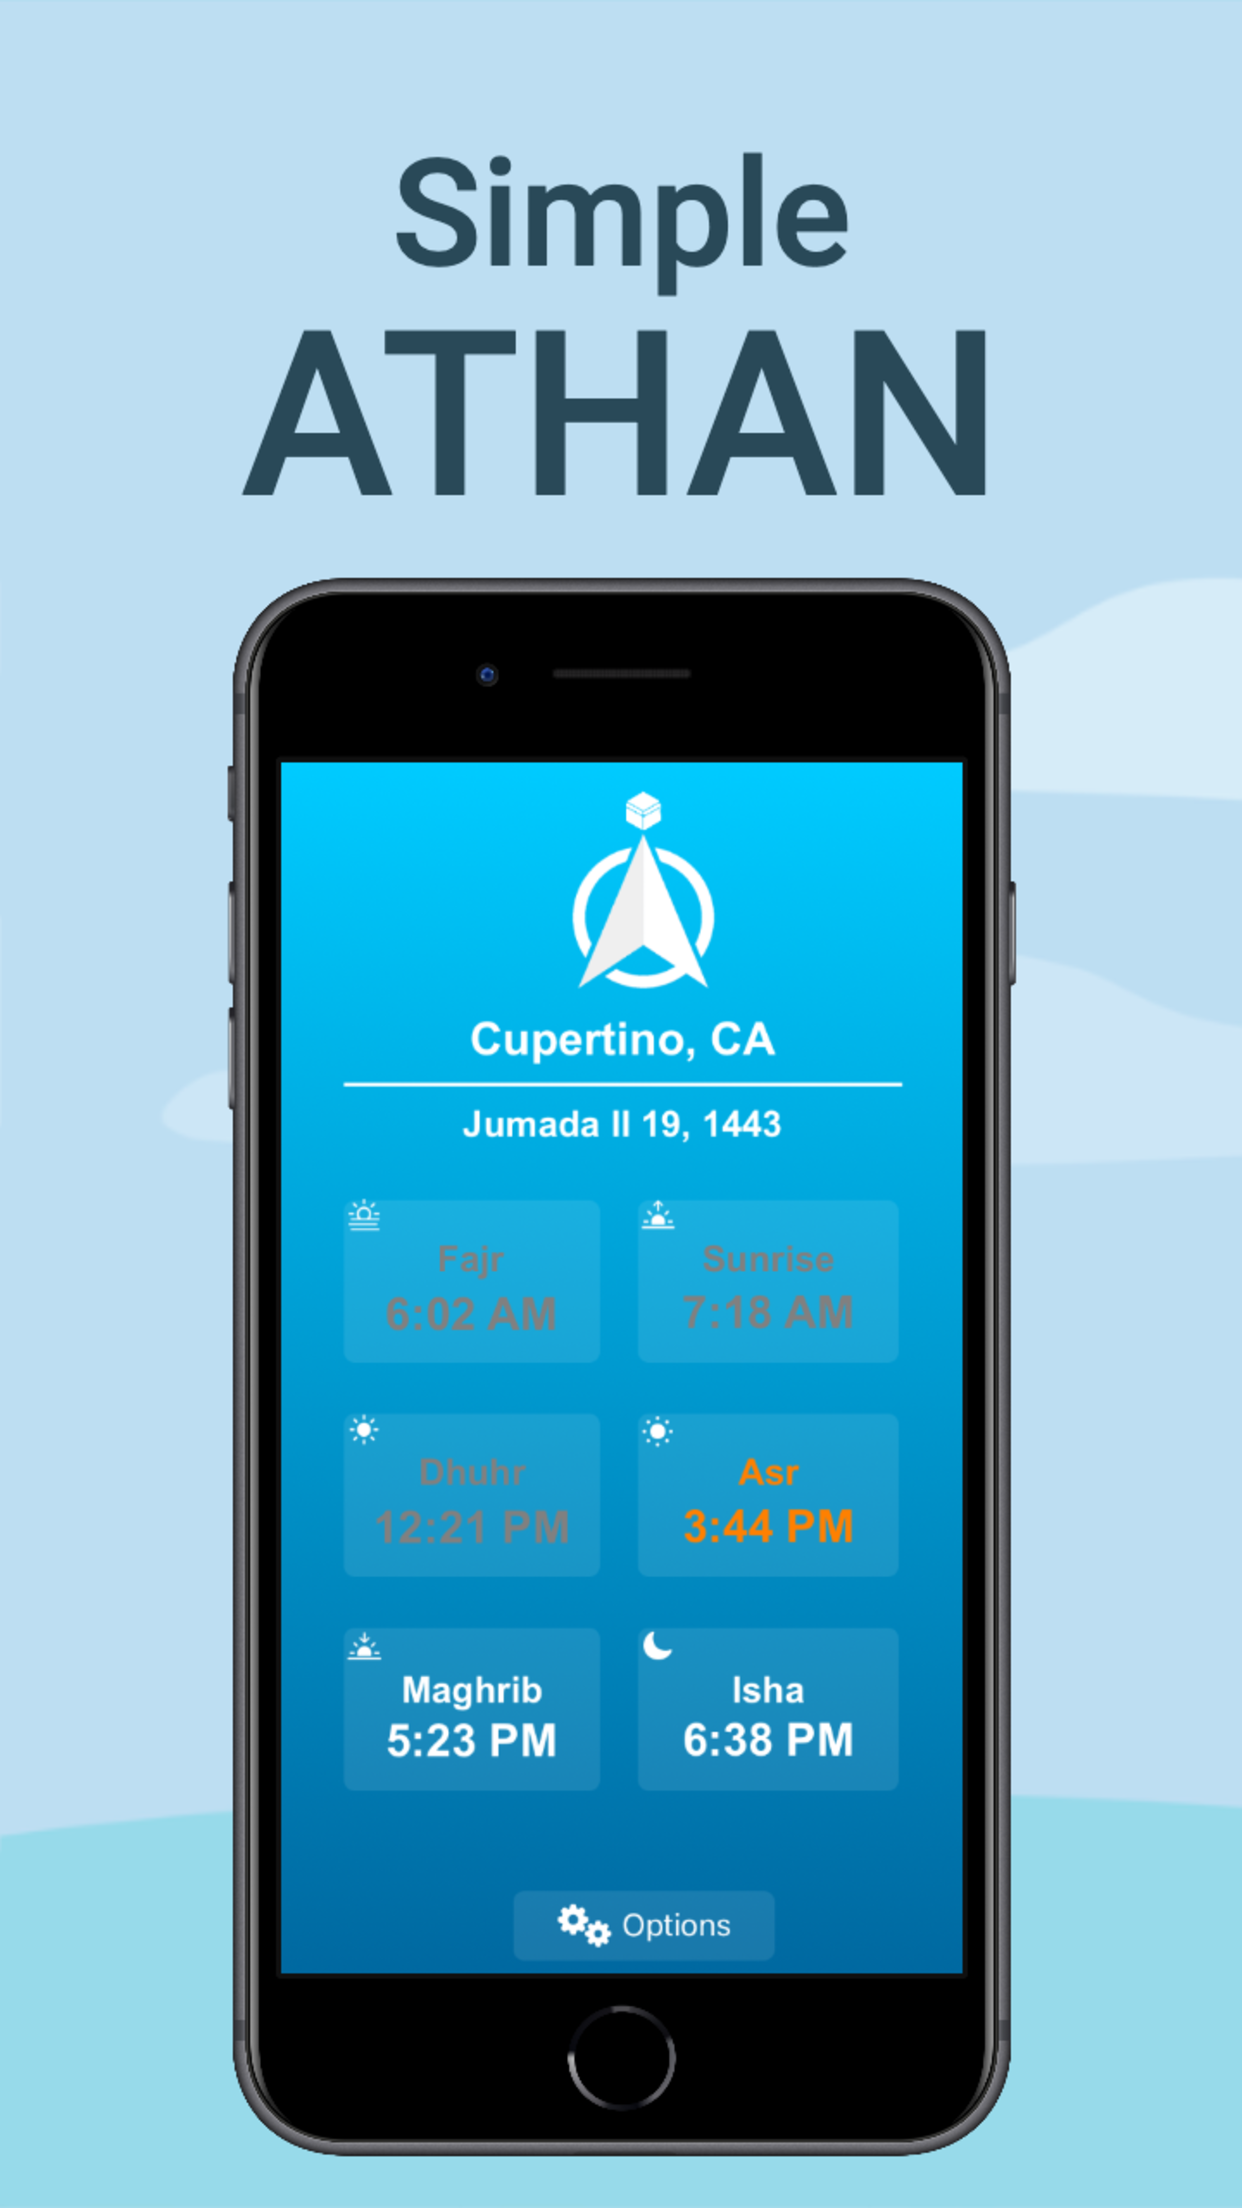 Simple
ATHAN
Cupertino, CA
Jumada II 19, 1443
Fajr
6:02 AM
Sunrise
7:18 AM
Dhuhr
12:21 PM
Asr
3:44 PM
Maghrib
5:23 PM
Isha
6:38 PM
Options